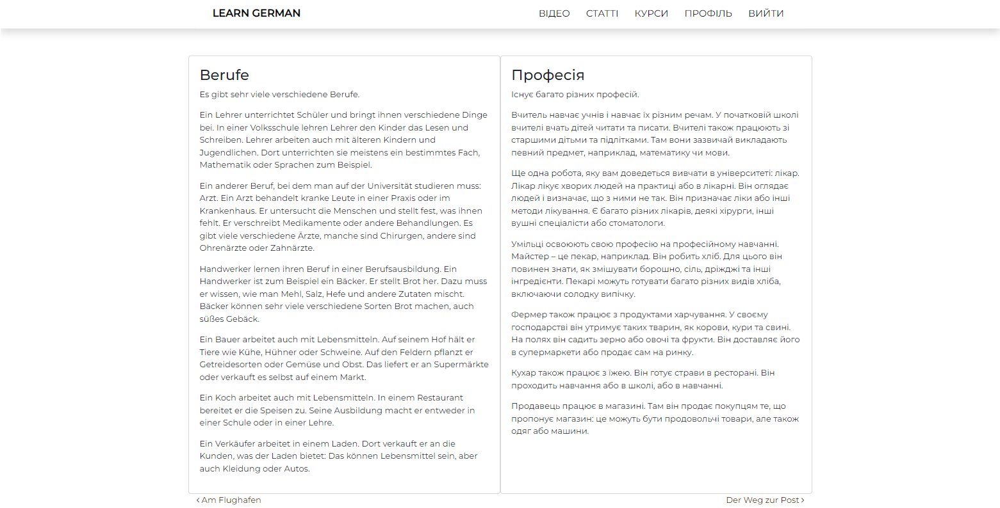 LEARN GERMAN
ВІДЕО СТАТТІ КУРСИ ПРОФІЛЬ ВИЙТИ
Berufe
Es gibt sehr viele verschiedene Berufe.
Ein Lehrer unterrichtet Schüler und bringt ihnen verschiedene Dinge
bei. In einer Volksschule lehren Lehrer den Kinder das Lesen und
Schreiben. Lehrer arbeiten auch mit älteren Kindern und
Jugendlichen. Dort unterrichten sie meistens ein bestimmtes Fach,
Mathematik oder Sprachen zum Beispiel.
Ein anderer Beruf, bei dem man auf der Universität studieren muss:
Arzt. Ein Arzt behandelt kranke Leute in einer Praxis oder im
Krankenhaus. Er untersucht die Menschen und stellt fest, was ihnen
fehlt. Er verschreibt Medikamente oder andere Behandlungen. Es
gibt viele verschiedene Ärzte, manche sind Chirurgen, andere sind
Ohrenärzte oder Zahnärzte.
Handwerker lernen ihren Beruf in einer Berufsausbildung. Ein
Handwerker ist zum Beispiel ein Bäcker. Er stellt Brot her. Dazu muss
er wissen, wie man Mehl, Salz, Hefe und andere Zutaten mischt.
Bäcker können sehr viele verschiedene Sorten Brot machen, auch
süßes Gebäck.
Ein Bauer arbeitet auch mit Lebensmitteln. Auf seinem Hof hält er
Tiere wie Kühe, Hühner oder Schweine. Auf den Feldern pflanzt er
Getreidesorten oder Gemüse und Obst. Das liefert er an Supermärkte
oder verkauft es selbst auf einem Markt.
Ein Koch arbeitet auch mit Lebensmitteln. In einem Restaurant
bereitet er die Speisen zu. Seine Ausbildung macht er entweder in
einer Schule oder in einer Lehre.
Ein Verkäufer arbeitet in einem Laden. Dort verkauft er an die
Kunden, was der Laden bietet: Das können Lebensmittel sein, aber
auch Kleidung oder Autos.
Професія
Існує багато різних професій.
Вчитель навчає учнів і навчає їх різним речам. У початковій школі
вчителі вчать дітей читати та писати. Вчителі також працюють зі
старшими дітьми та підлітками. Там вони зазвичай викладають
певний предмет, наприклад, математику чи мови.
Ще одна робота, яку вам доведеться вивчати в університеті: лікар.
Лікар лікує хворих людей на практиці або в лікарні. Він оглядає
людей і визначає, що з ними не так. Він призначає ліки або інші
методи лікування. Є багато різних лікарів, деякі хірурги, інші
вушні спеціалісти або стоматологи.
Умільці освоюють свою професію на професійному навчанні.
Майстер – це пекар, наприклад. Він робить хліб. Для цього він
повинен знати, як змішувати борошно, сіль, дріжджі та інші
інгредієнти. Пекарі можуть готувати багато різних видів хліба,
включаючи солодку випічку.
Фермер також працює з продуктами харчування. У своєму
господарстві він утримує таких тварин, як корови, кури та свині.
На полях він садить зерно або овочі та фрукти. Він доставляє його
в супермаркети або продає сам на ринку.
Кухар також працює з їжею. Він готує страви в ресторані. Він
проходить навчання або в школі, або в навчанні.
Продавець працює в магазині. Там він продає покупцям те, що
пропонує магазин: це можуть бути продовольчі товари, але також
одяг або машини.
‹ Am Flughafen
Der Weg zur Post ›